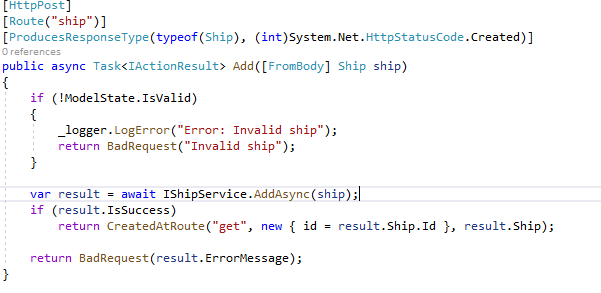 [HttpPost]
[Route("ship")]
[ProducesResponseType(typeof(Ship), (int)System.Net.HttpStatusCode.Created)]
0 references
public async Task<IActionResult> Add([FromBody] Ship ship)
{
    if (!ModelState.IsValid)
    {
        _logger.LogError("Error: Invalid ship");
        return BadRequest("Invalid ship");
    }
    var result = await IShipService.AddAsync(ship);
    if (result.IsSuccess)
        return CreatedAtRoute("get", new { id = result.Ship.Id }, result.Ship);
    return BadRequest(result.ErrorMessage);
}